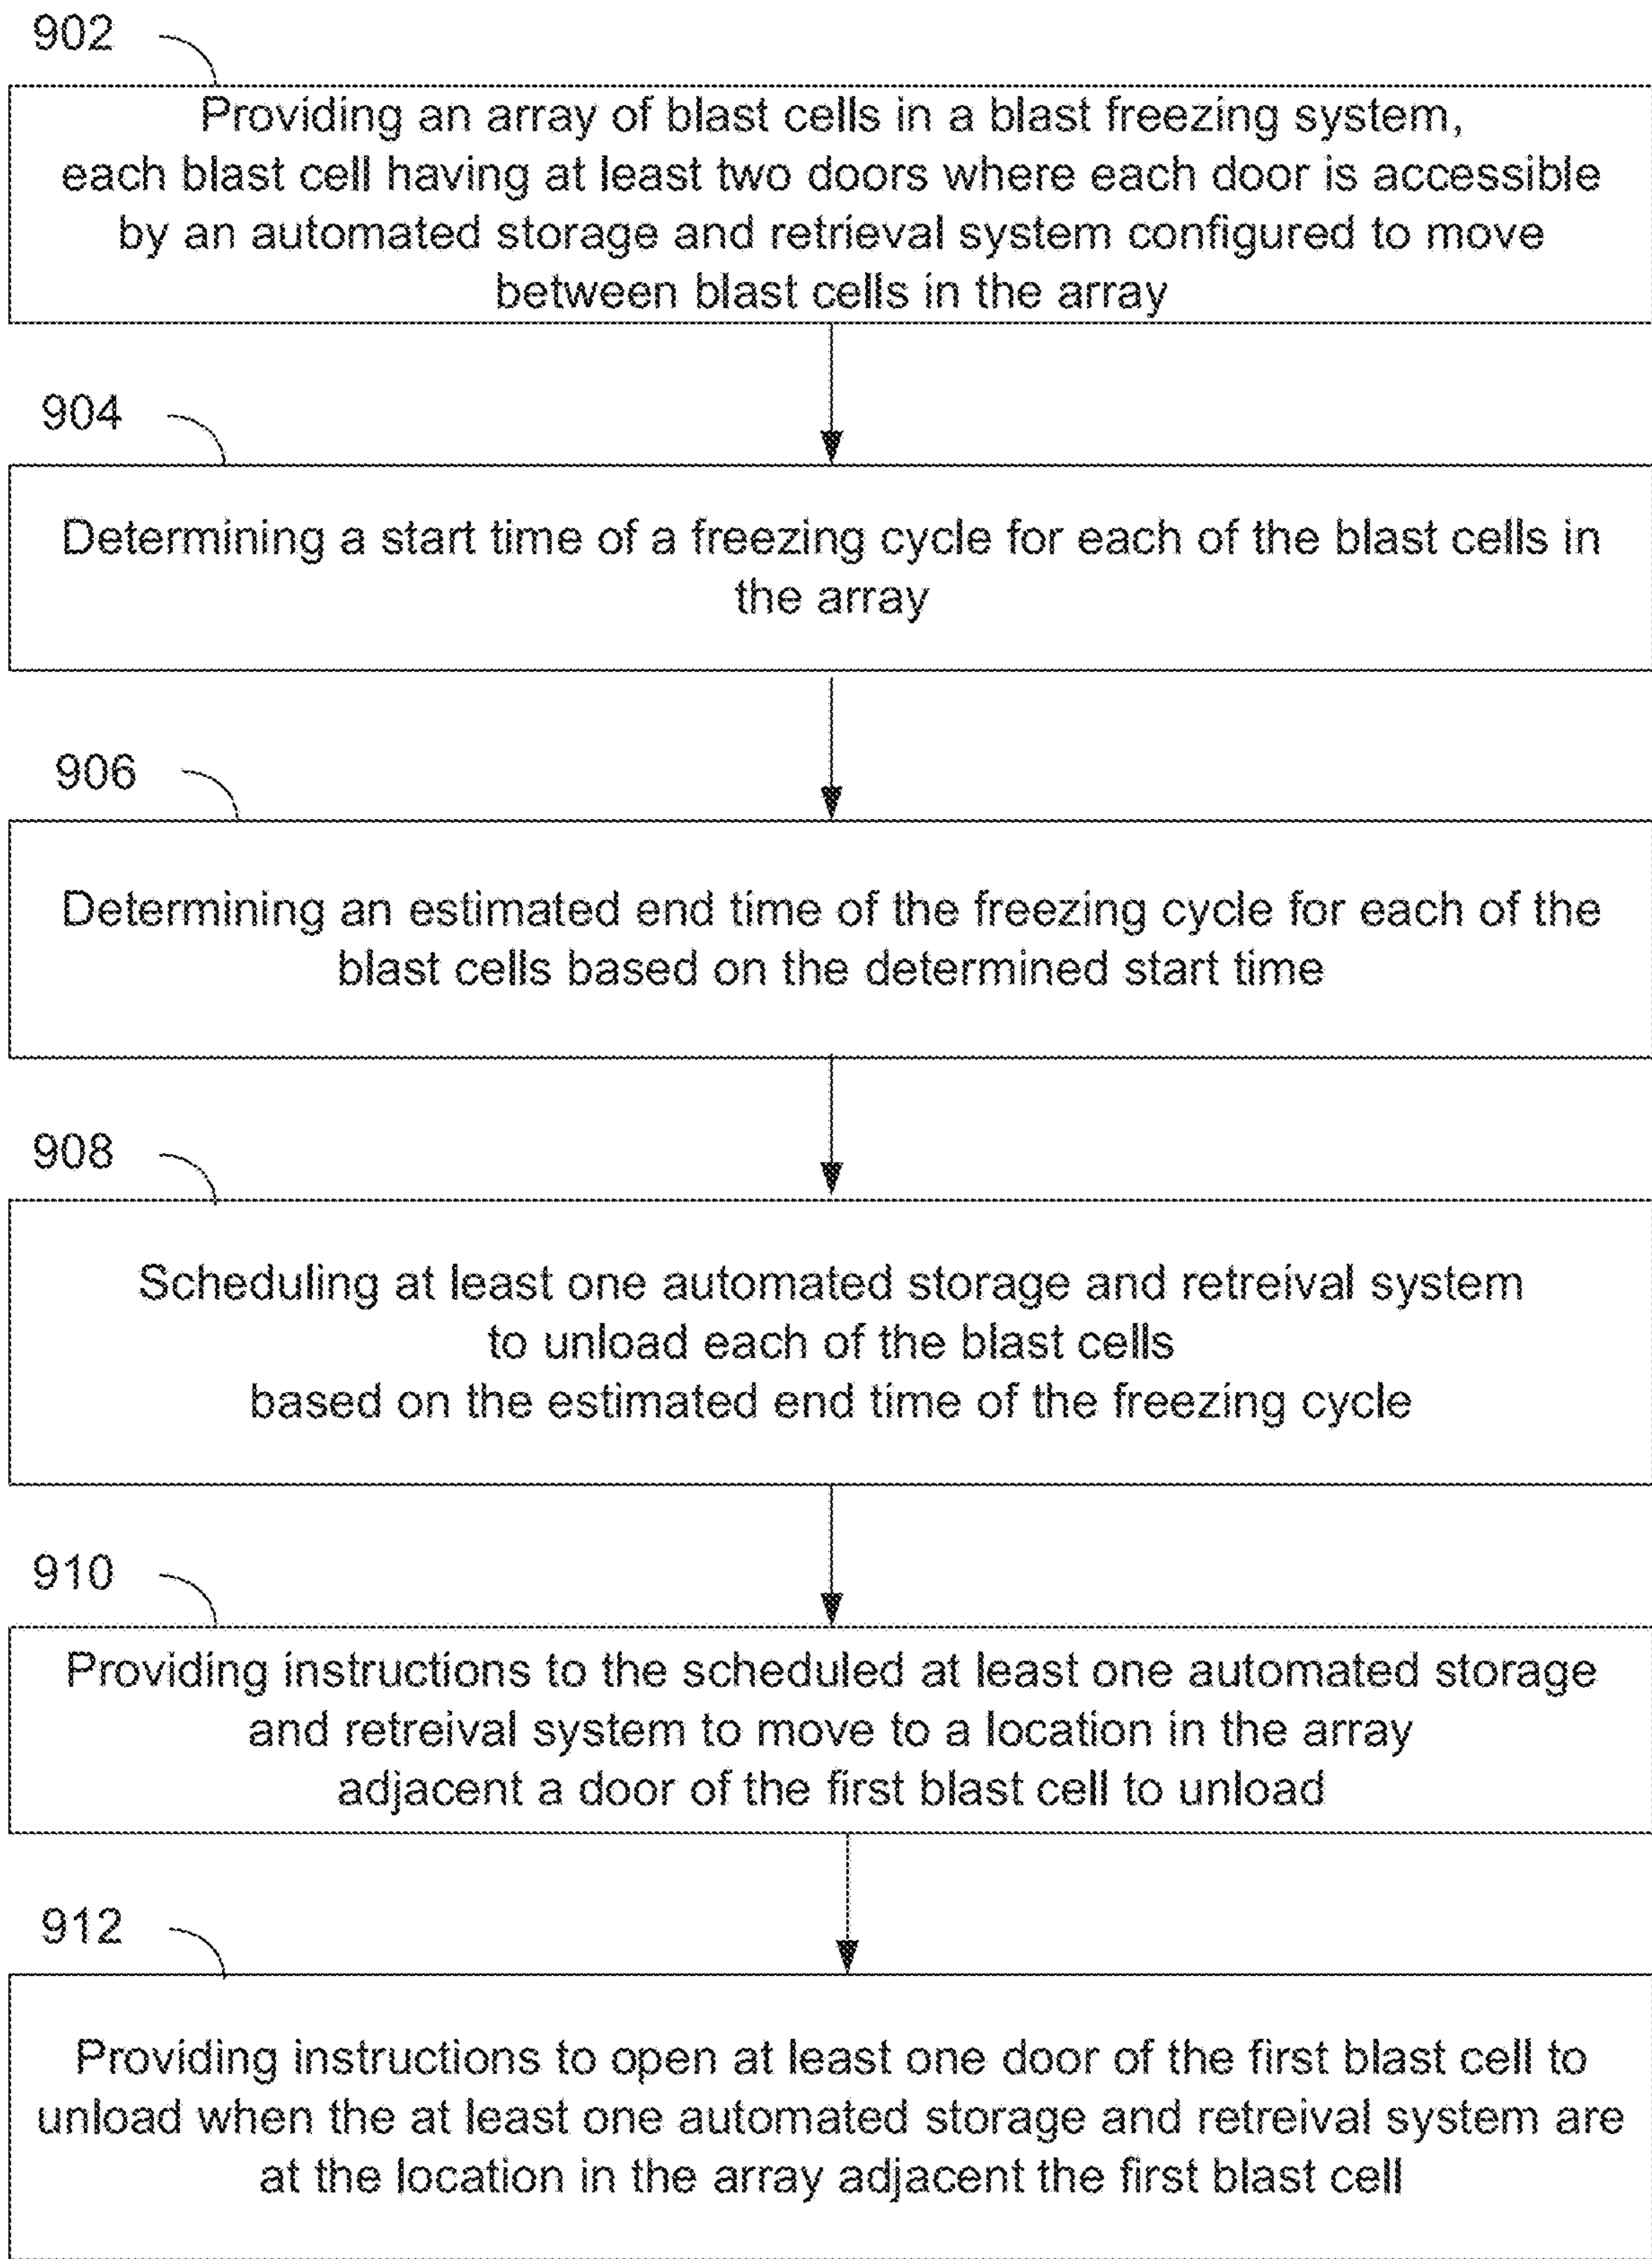 902
Providing an array of blast cells in a blast freezing system,
each blast cell having at least two doors where each door is accessible
by an automated storage and retrieval system configured to move
between blast cells in the array
904
Determining a start time of a freezing cycle for each of the blast cells in
the array
906
Determining an estimated end time of the freezing cycle for each of the
blast cells based on the determined start time
908
Scheduling at least one automated storage and retreival system
to unload each of the blast cells
based on the estimated end time of the freezing cycle
910
Providing instructions to the scheduled at least one automated storage
and retreival system to move to a location in the array
adjacent a door of the first blast cell to unload
912
Providing instructions to open at least one door of the first blast cell to
unload when the at least one automated storage and retreival system are
at the location in the array adjacent the first blast cell